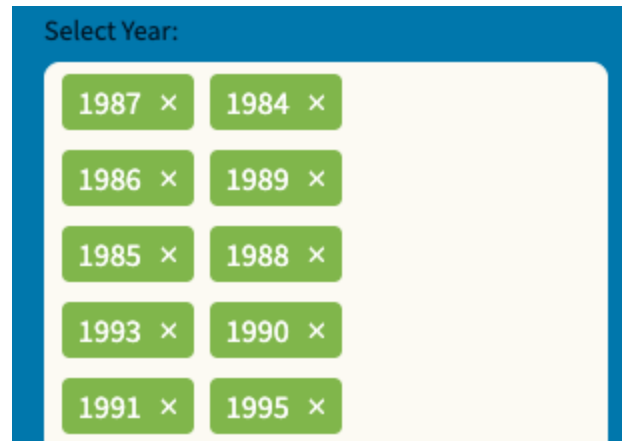 Select Year:
1987 × 1984 ×
1986 × 1989 ×
1985 × 1988 ×
1993 × 1990 ×
1991 × 1995 ×